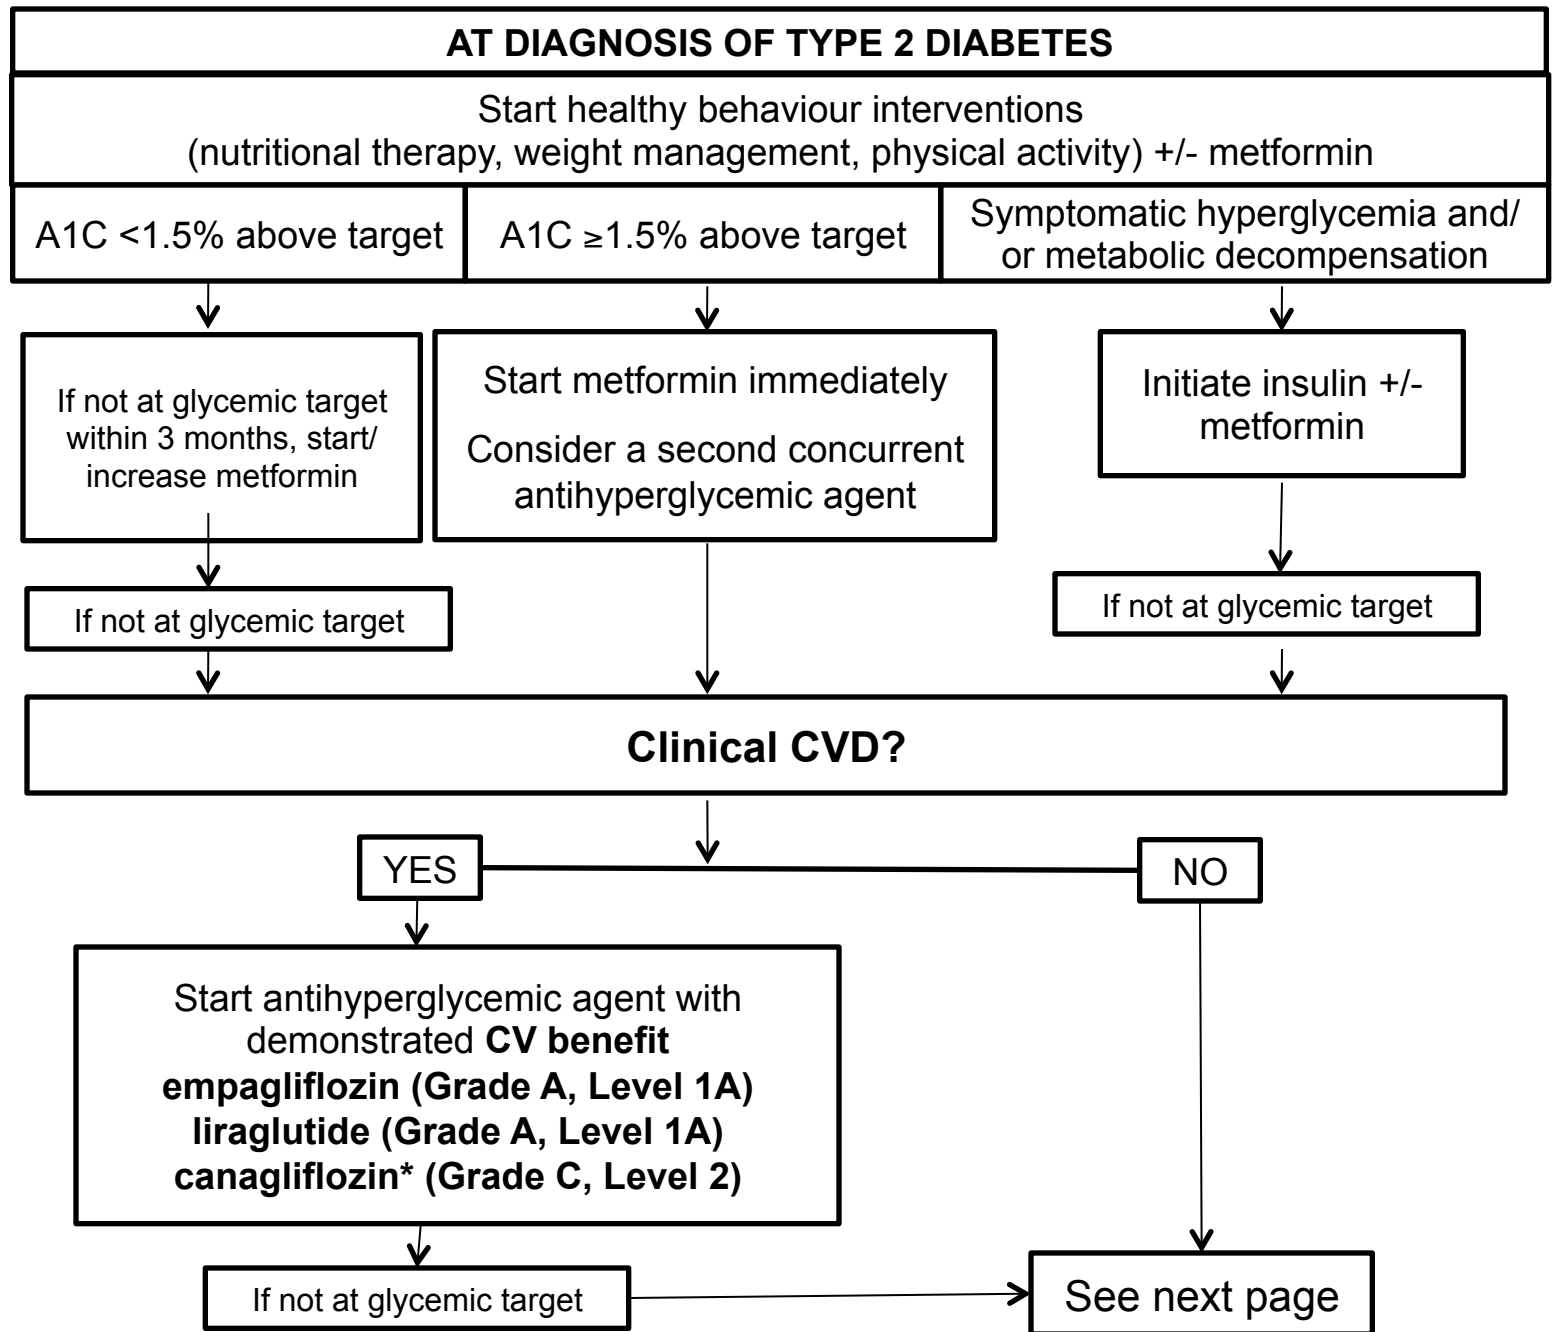 AT DIAGNOSIS OF TYPE 2 DIABETES
Start healthy behaviour interventions
(nutritional therapy, weight management, physical activity) +/- metformin
A1C <1.5% above target
A1C ≥1.5% above target
Symptomatic hyperglycemia and/
or metabolic decompensation
If not at glycemic target
within 3 months, start/
increase metformin
Start metformin immediately
Consider a second concurrent
antihyperglycemic agent
Initiate insulin +/-
metformin
If not at glycemic target
If not at glycemic target
Clinical CVD?
YES
NO
Start antihyperglycemic agent with
demonstrated CV benefit
empagliflozin (Grade A, Level 1A)
liraglutide (Grade A, Level 1A)
canagliflozin* (Grade C, Level 2)
If not at glycemic target
See next page